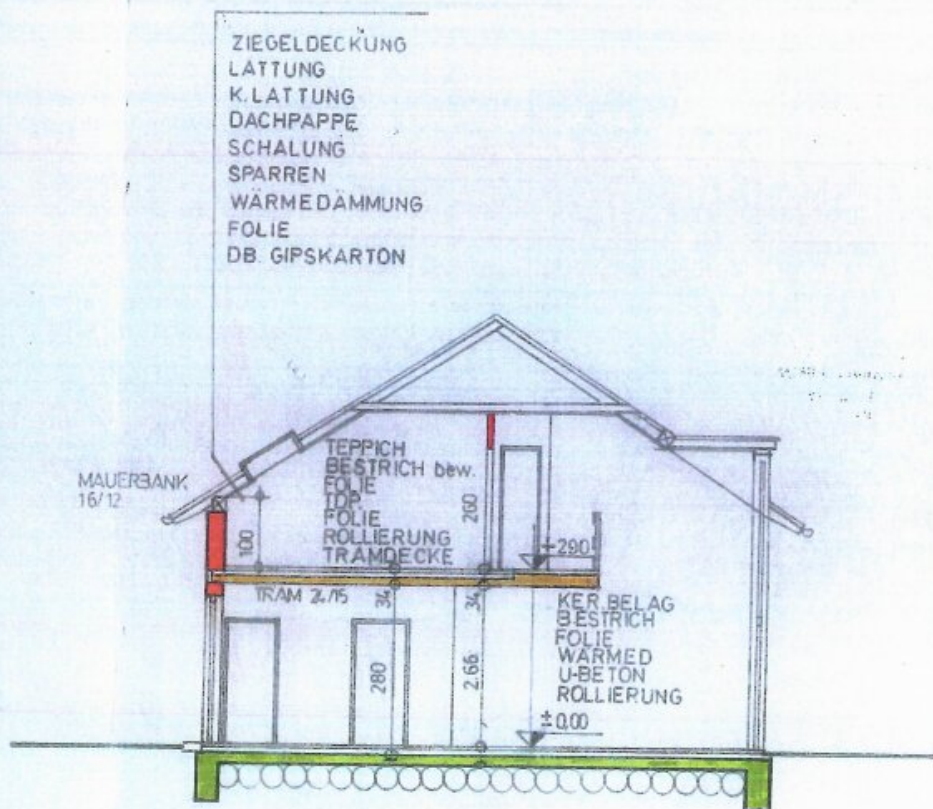 ZIEGELDECKUNG
LATTUNG
K.LATTUNG
DACHPAPPE
SCHALUNG
SPARREN
WÄRMEDÄMMUNG
FOLIE
DB. GIPSKARTON
MAUERBANK
16/12
TEPPICH
BESTRICH bew.
FOLIE
TDP.
FOLIE
ROLLIERUNG
TRAMDECKE
100
260
+290
TRAM 24/15
34
34
280
2.66
KER.BELAG
BESTRICH
FOLIE
WÄRMED
U-BETON
ROLLIERUNG
±0.00